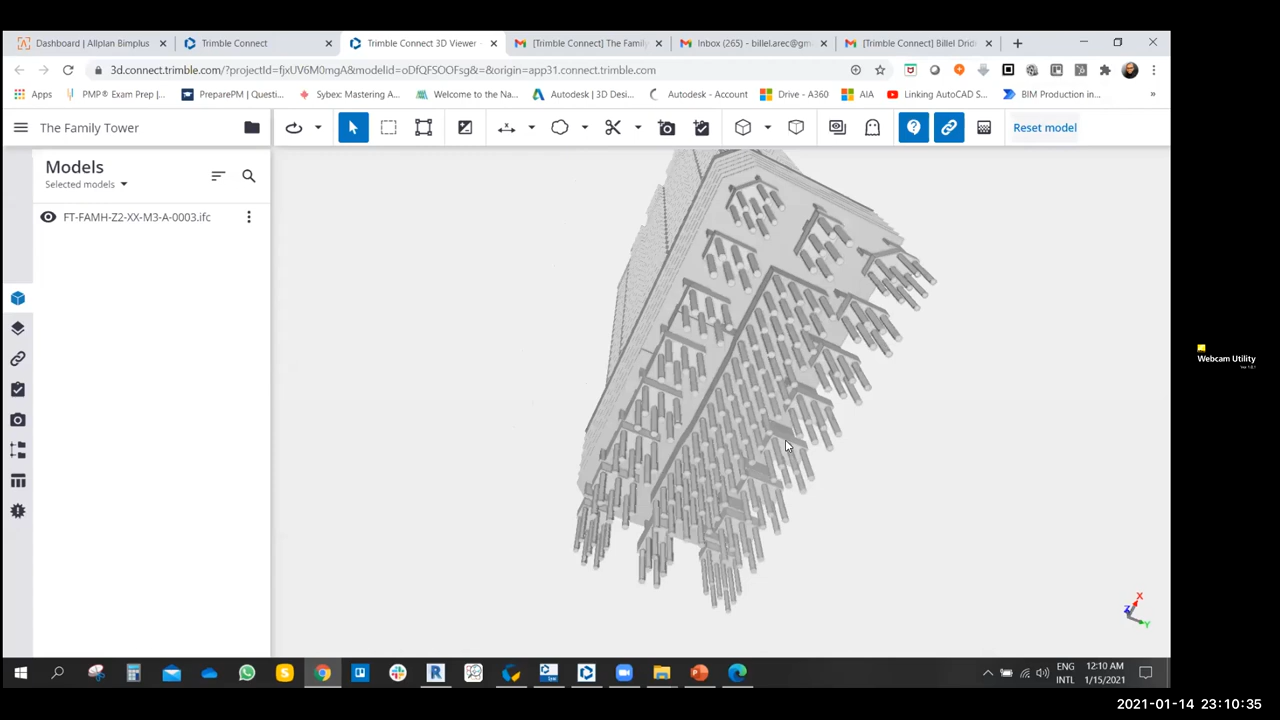 Dashboard | Allplan Bimplus
Trimble Connect
Trimble Connect 3D Viewer -
[Trimble Connect] The Family
Inbox (265) - billel.arec@gm
[Trimble Connect] Billel Drid
3d.connect.trimble.com/?projectId=fjxUV6M0mgA&modelId=oDfQFSOOFsg&=&origin=app31.connect.trimble.com
Apps
PMP® Exam Prep |...
PreparePM | Questi...
Sybex: Mastering A...
Welcome to the Na...
Autodesk | 3D Desi...
Autodesk - Account
Drive - A360
AIA
Linking AutoCAD S...
BIM Production in...
»
The Family Tower
Reset model
Models
Selected models
FT-FAMH-Z2-XX-M3-A-0003.ifc
Webcam Utility
X
Z
Y
ENG
INTL
12:10 AM
1/15/2021
2021-01-14 23:10:35